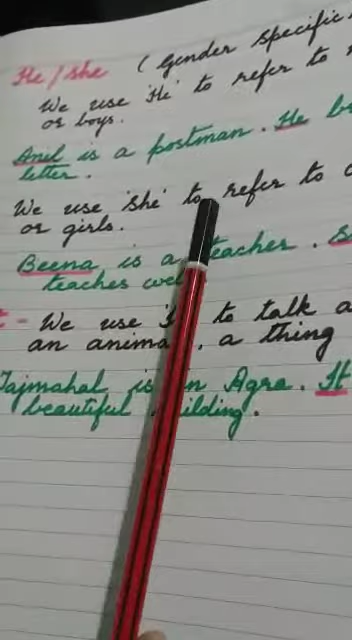 He / she ( Gender specific
We use 'He' to refer to
or boys.
Anil is a postman. He
letter.
We use 'she' to refer to
or girls.
Beena is a teacher.
teaches
- We use to talk
an a thing
Tajmahal is in Agra. It
beautiful